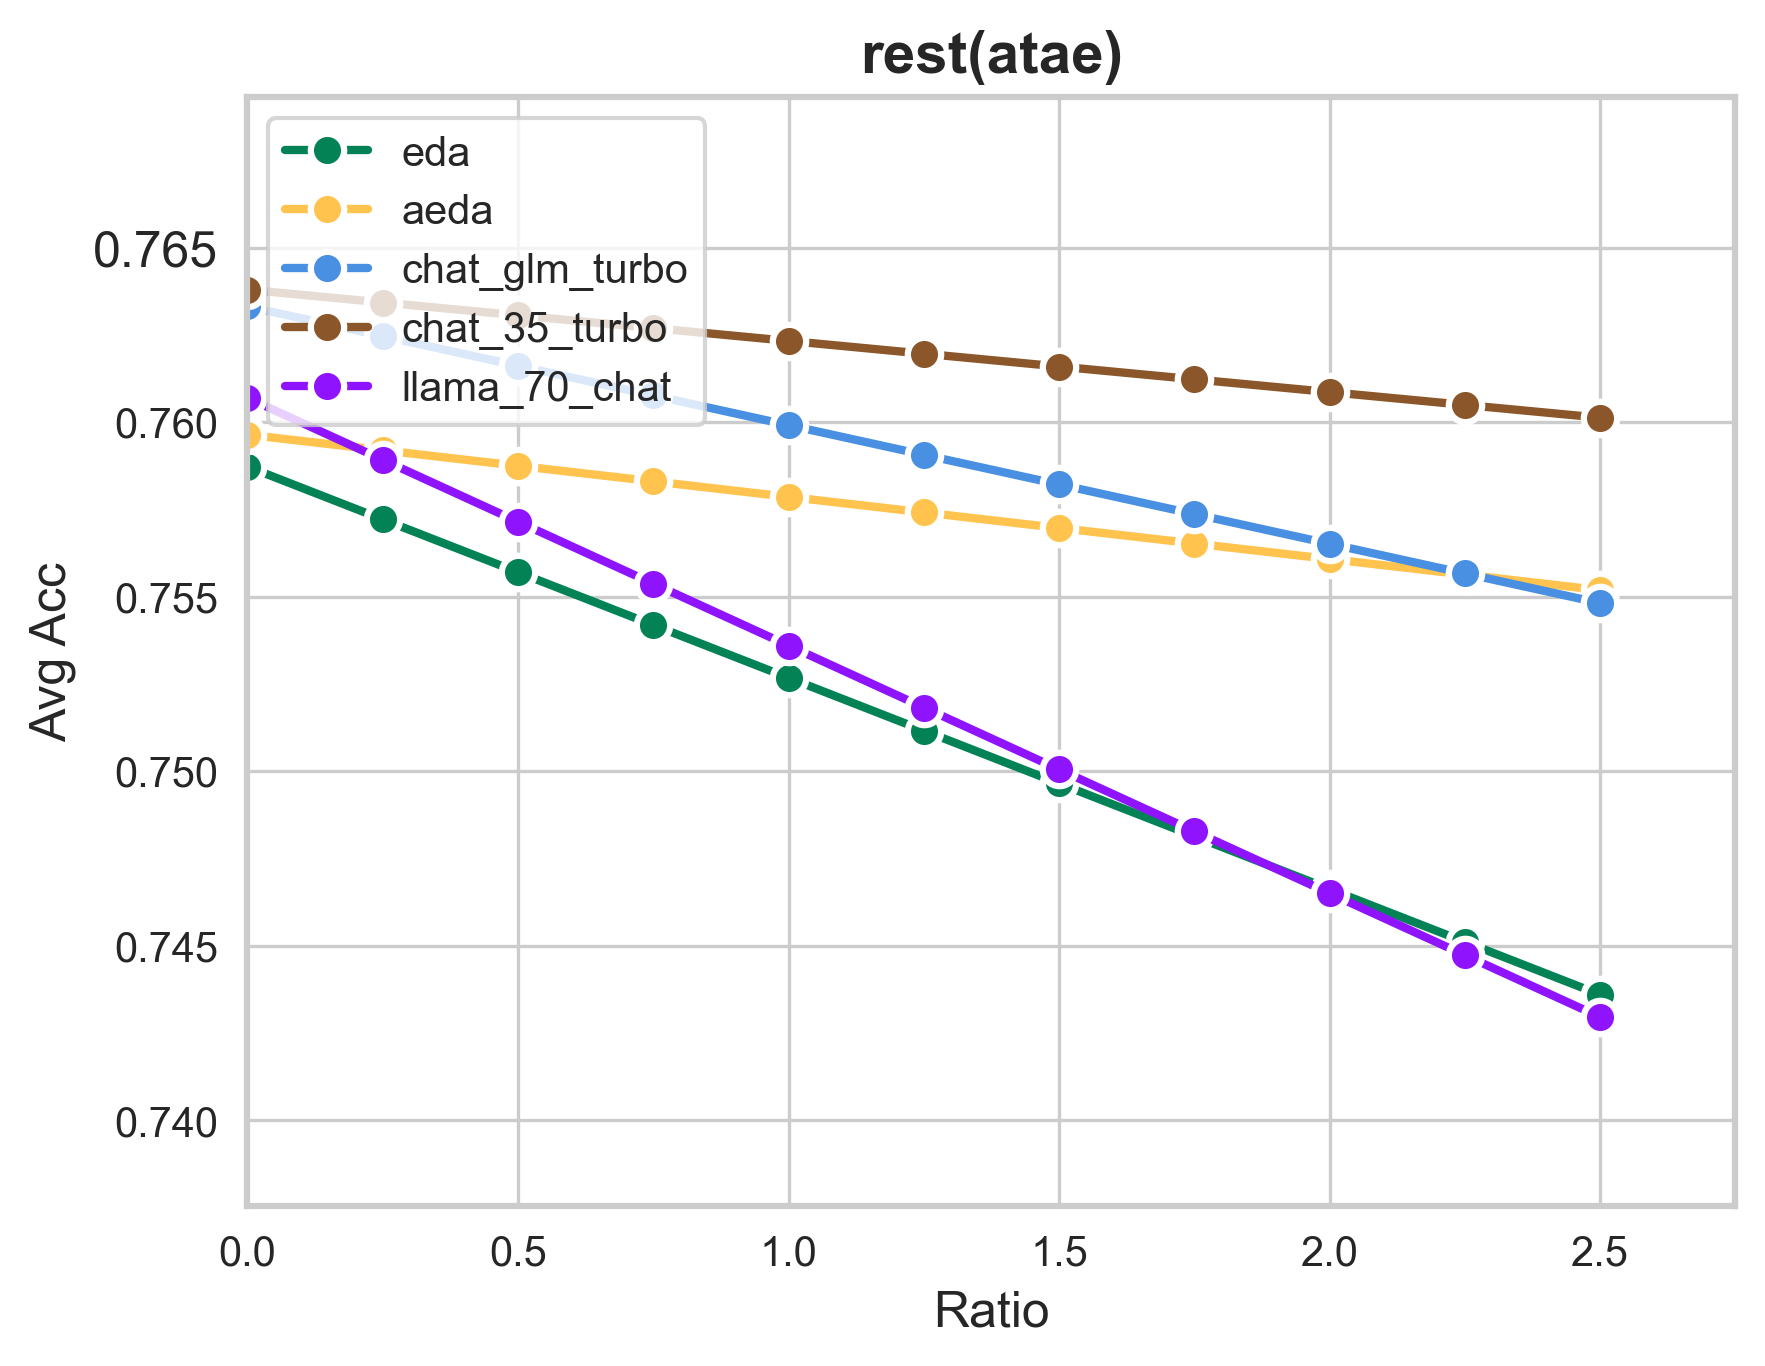 rest(atae)
eda
aeda
chat_glm_turbo
chat_35_turbo
llama_70_chat
0.765
0.760
0.755
0.750
0.745
0.740
Avg Acc
0.0 0.5 1.0 1.5 2.0 2.5
Ratio